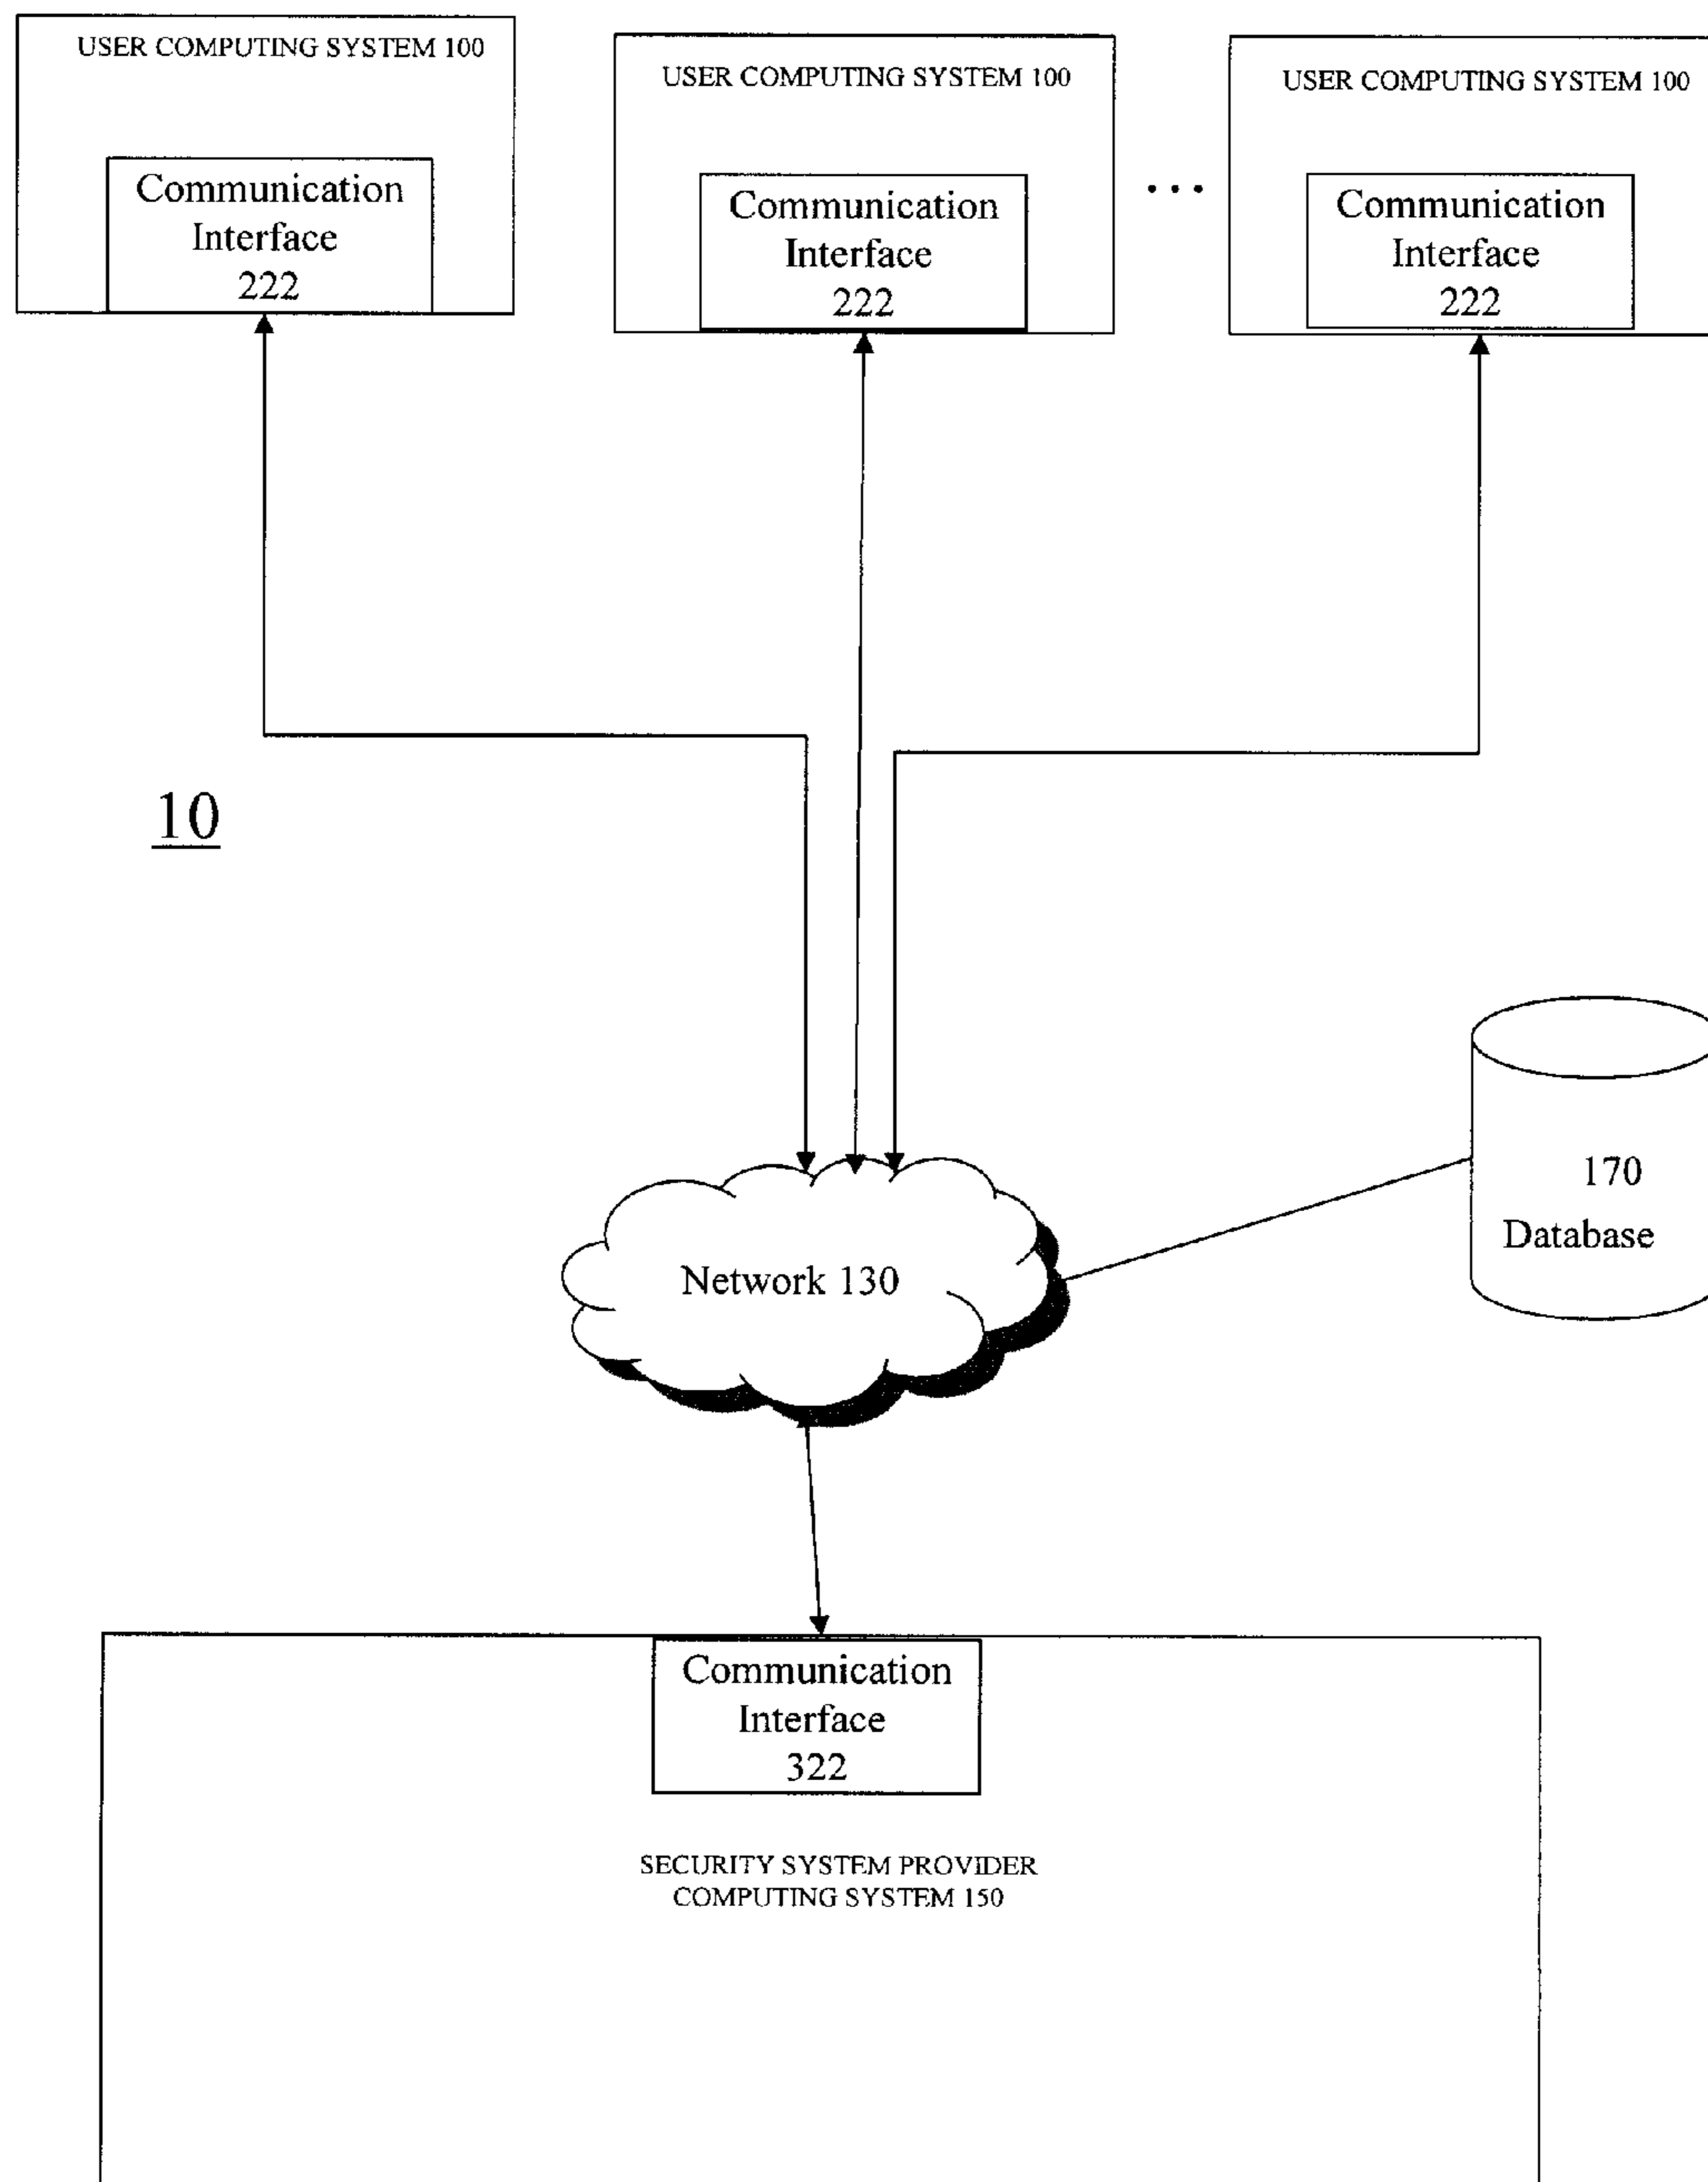 USER COMPUTING SYSTEM 100
Communication
Interface
222
USER COMPUTING SYSTEM 100
Communication
Interface
222
...
USER COMPUTING SYSTEM 100
Communication
Interface
222
10
170
Database
Network 130
Communication
Interface
322
SECURITY SYSTEM PROVIDER
COMPUTING SYSTEM 150